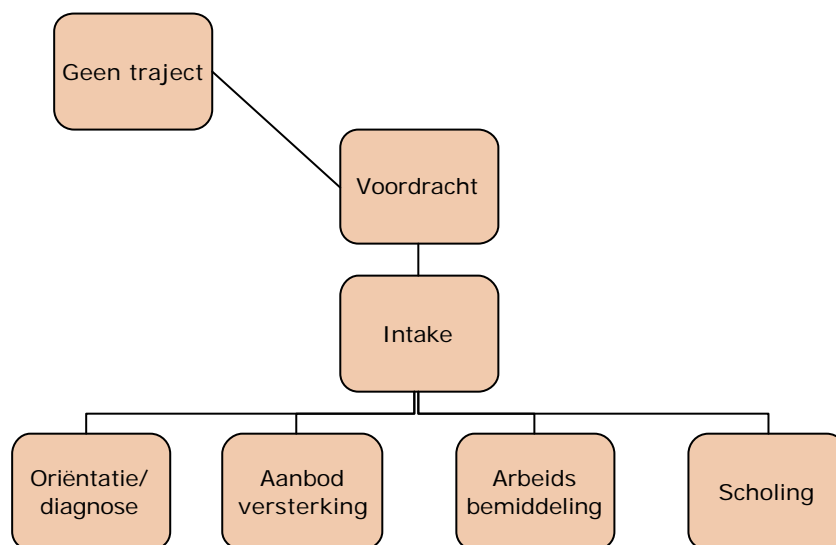 Geen traject
Voordracht
Intake
Oriëntatie/
diagnose
Aanbod
versterking
Arbeids
bemiddeling
Scholing